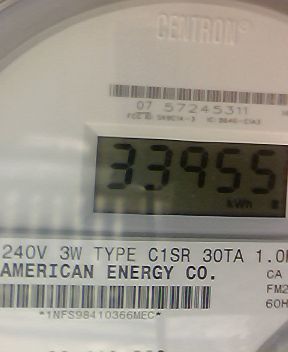 CENTRON®
07 57245311
33955
kWh
240V 3W TYPE C1SR 30TA 1.0
AMERICAN ENERGY CO.
CA
FM2
60H
*1NFS98410366MEC*